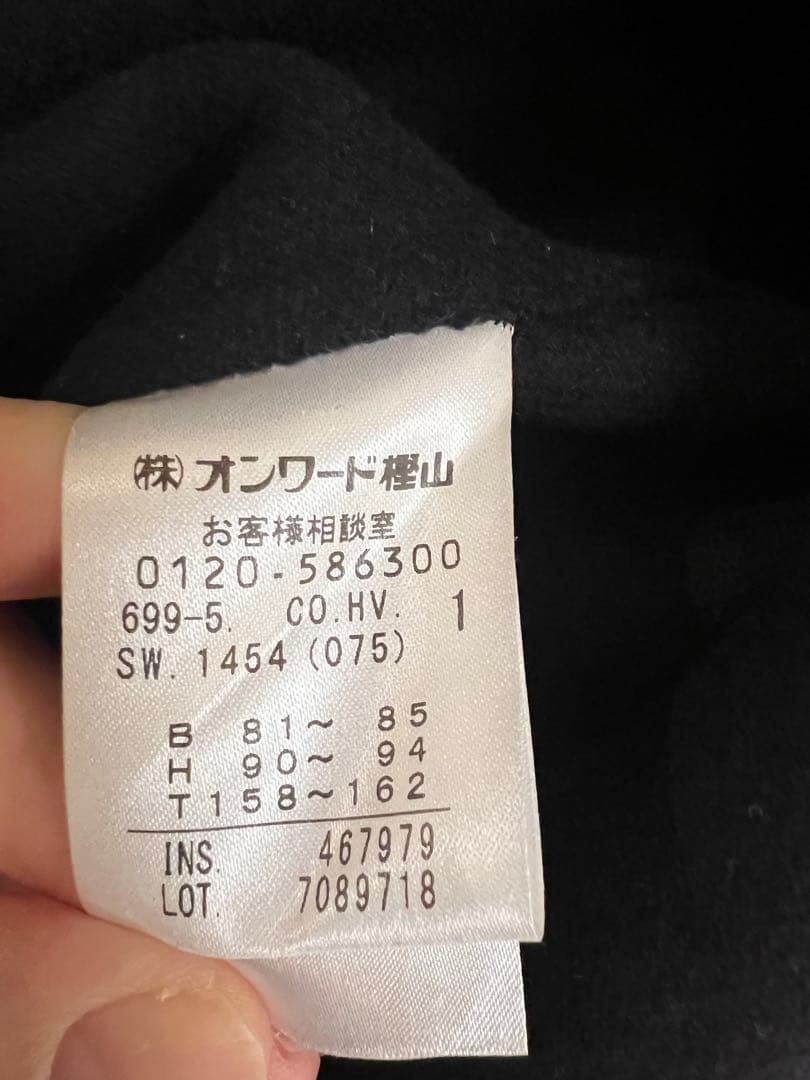 ㈱オンワード樫山
お客様相談室
0120-586300
699-5. CO.HV. 1
SW. 1454 (075)
B 81～ 85
H 90～ 94
T 158～162
INS. 467979
LOT. 7089718